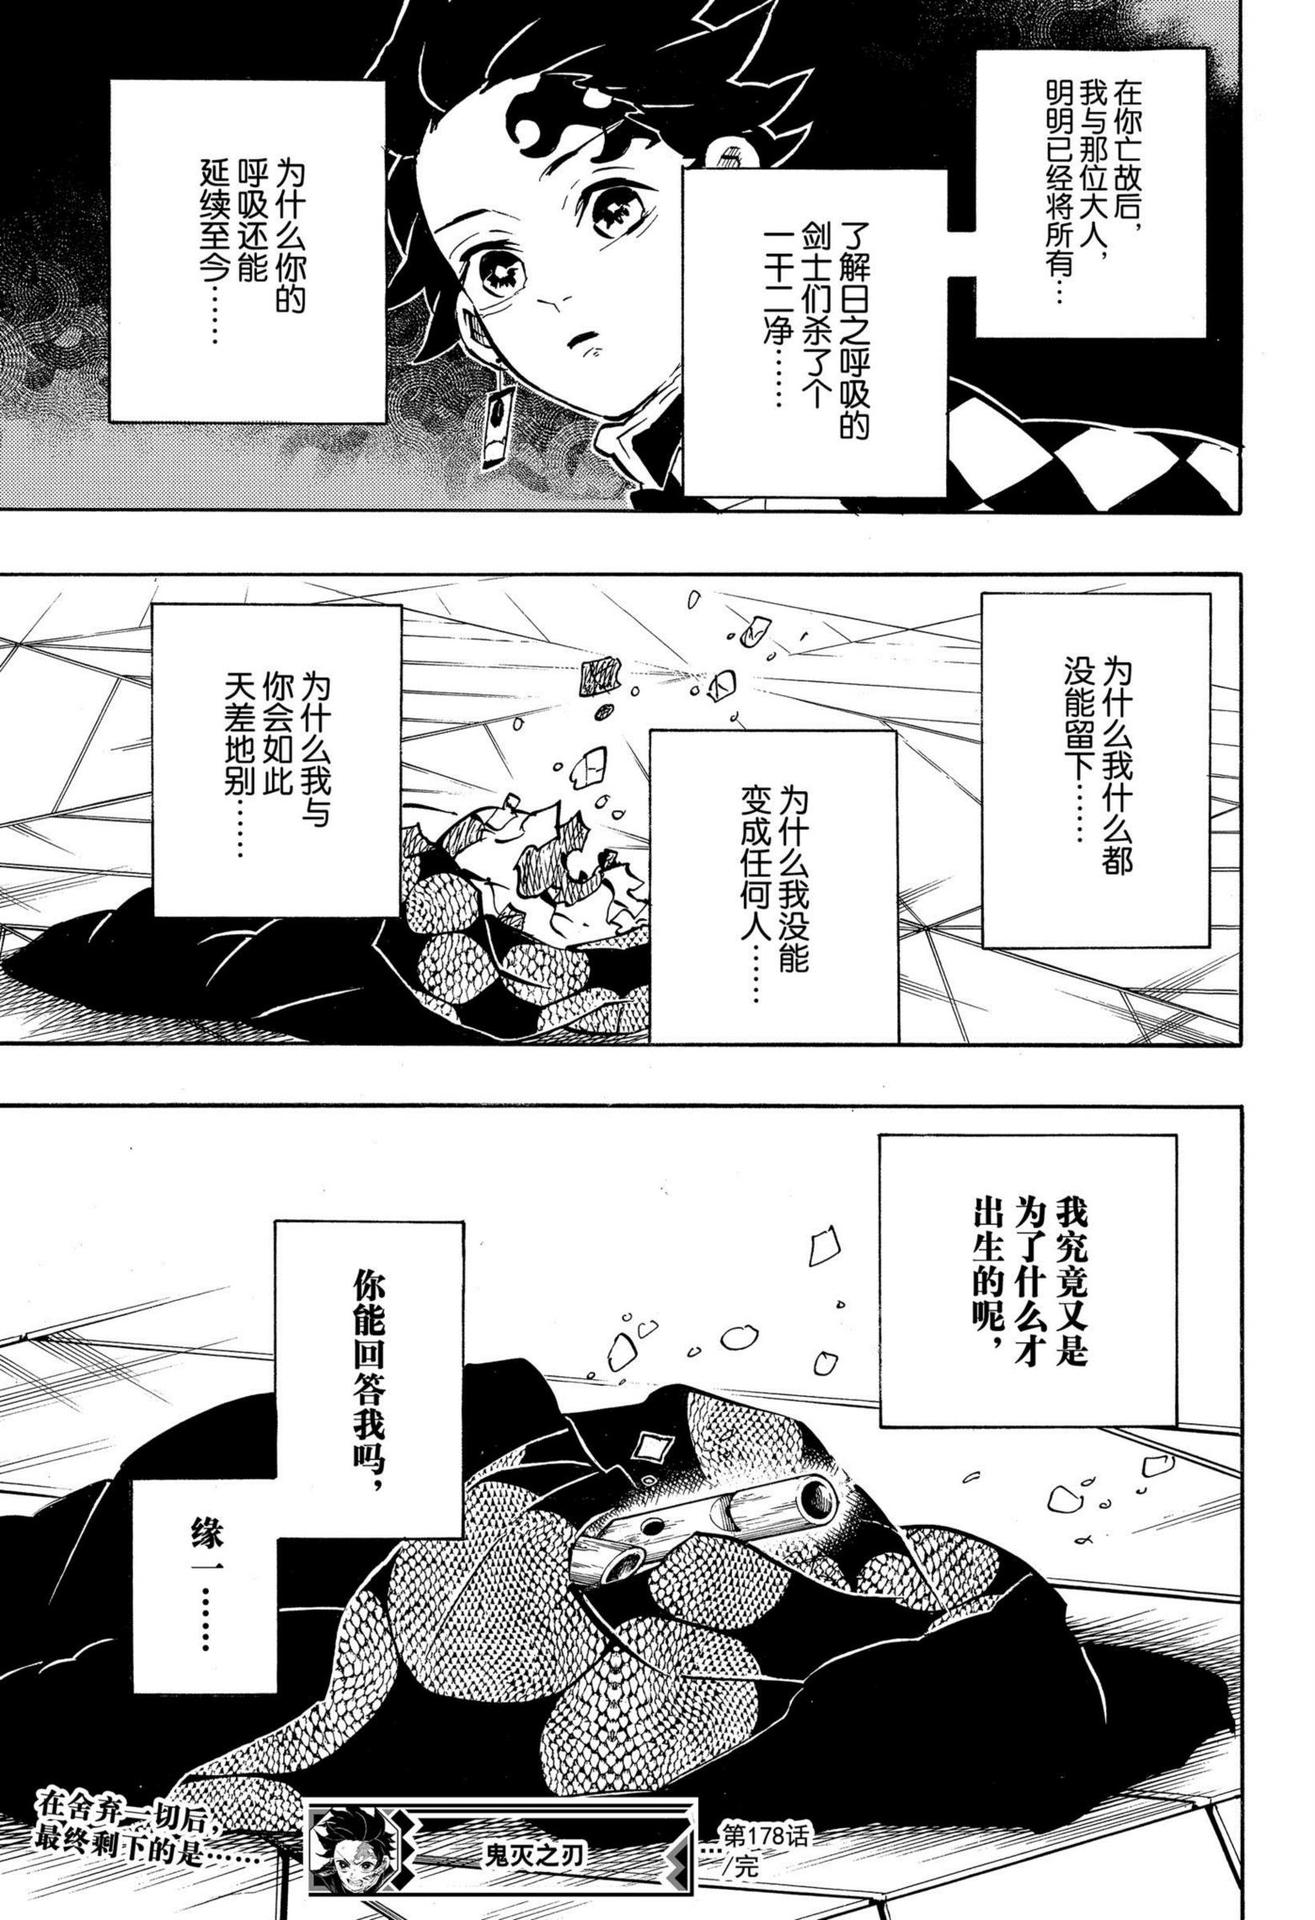 在你亡故后，
我与那位大人，
明明已经将所有…
了解日之呼吸的
剑士们杀了个
一干二净……
为什么你的
呼吸还能
延续至今……
为什么我什么都
没能留下……
为什么我没能
变成任何人……
为什么我与
你会如此
天差地别……
我究竟又是
为了什么才
出生的呢，
你能回答我吗，
缘一……
在舍弃一切后，
最终剩下的是……
鬼灭之刃
…第178话
/完